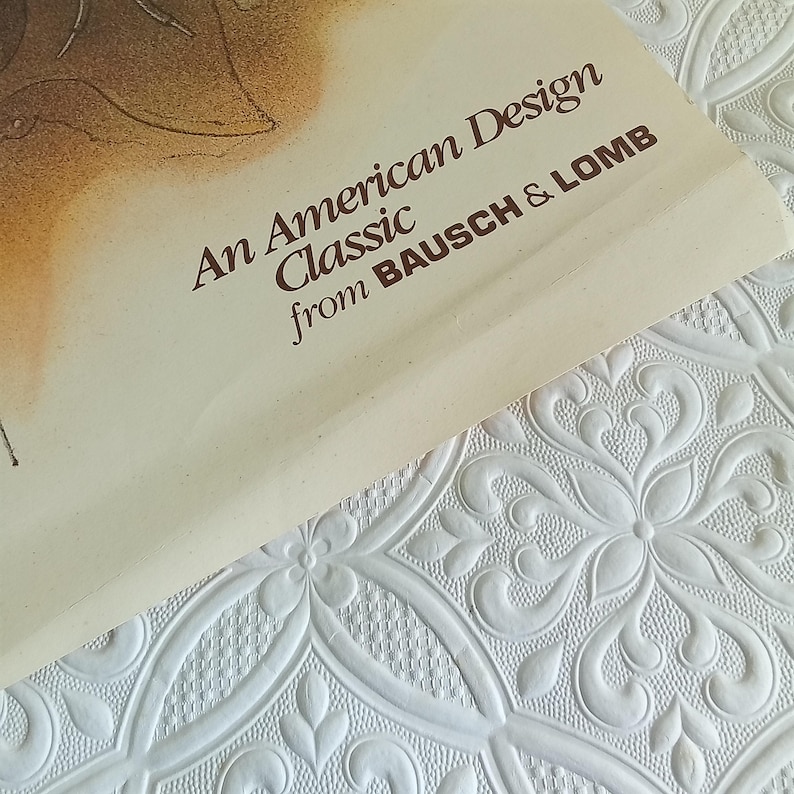 An American Design
Classic
from BAUSCH & LOMB